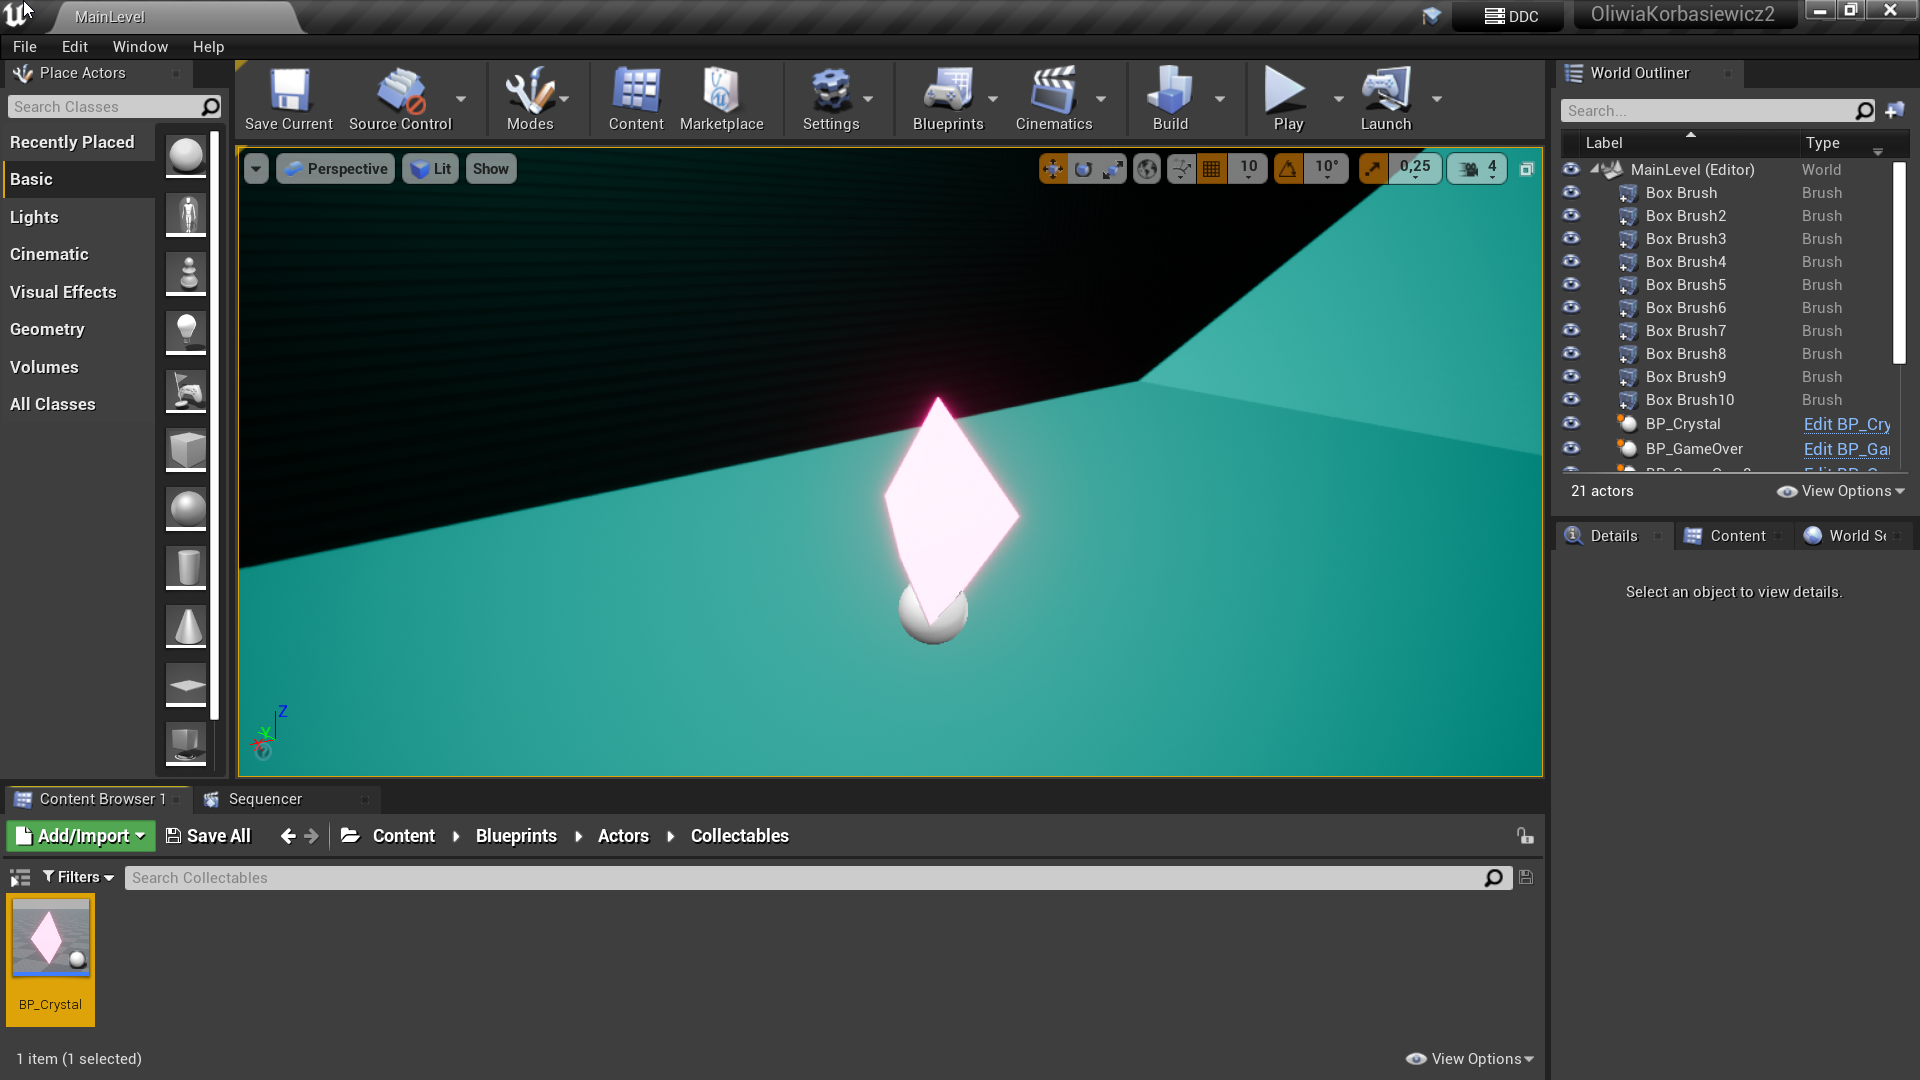 MainLevel
DDC
OliwiaKorbasiewicz2
File Edit Window Help
Place Actors
Search Classes
Recently Placed
Basic
Lights
Cinematic
Visual Effects
Geometry
Volumes
All Classes
Save Current
Source Control
Modes
Content
Marketplace
Settings
Blueprints
Cinematics
Build
Play
Launch
Perspective
Lit
Show
10
10°
0,25
4
Z
Y
X
World Outliner
Search...
Label Type
MainLevel (Editor) World
Box Brush Brush
Box Brush2 Brush
Box Brush3 Brush
Box Brush4 Brush
Box Brush5 Brush
Box Brush6 Brush
Box Brush7 Brush
Box Brush8 Brush
Box Brush9 Brush
Box Brush10 Brush
BP_Crystal Edit BP_Cry
BP_GameOver Edit BP_Ga
21 actors
View Options
Details
Content
World Se
Select an object to view details.
Content Browser 1
Sequencer
Add/Import
Save All
Content
Blueprints
Actors
Collectables
Filters
Search Collectables
BP_Crystal
1 item (1 selected)
View Options